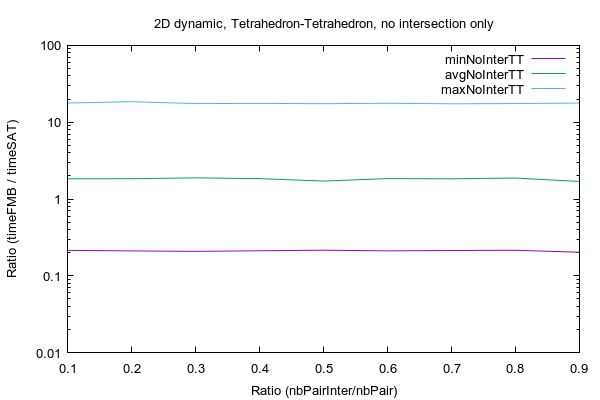 2D dynamic, Tetrahedron-Tetrahedron, no intersection only
100
10
1
0.1
0.01
Ratio (timeFMB / timeSAT)
minNoInterTT
avgNoInterTT
maxNoInterTT
0.1 0.2 0.3 0.4 0.5 0.6 0.7 0.8 0.9
Ratio (nbPairInter/nbPair)